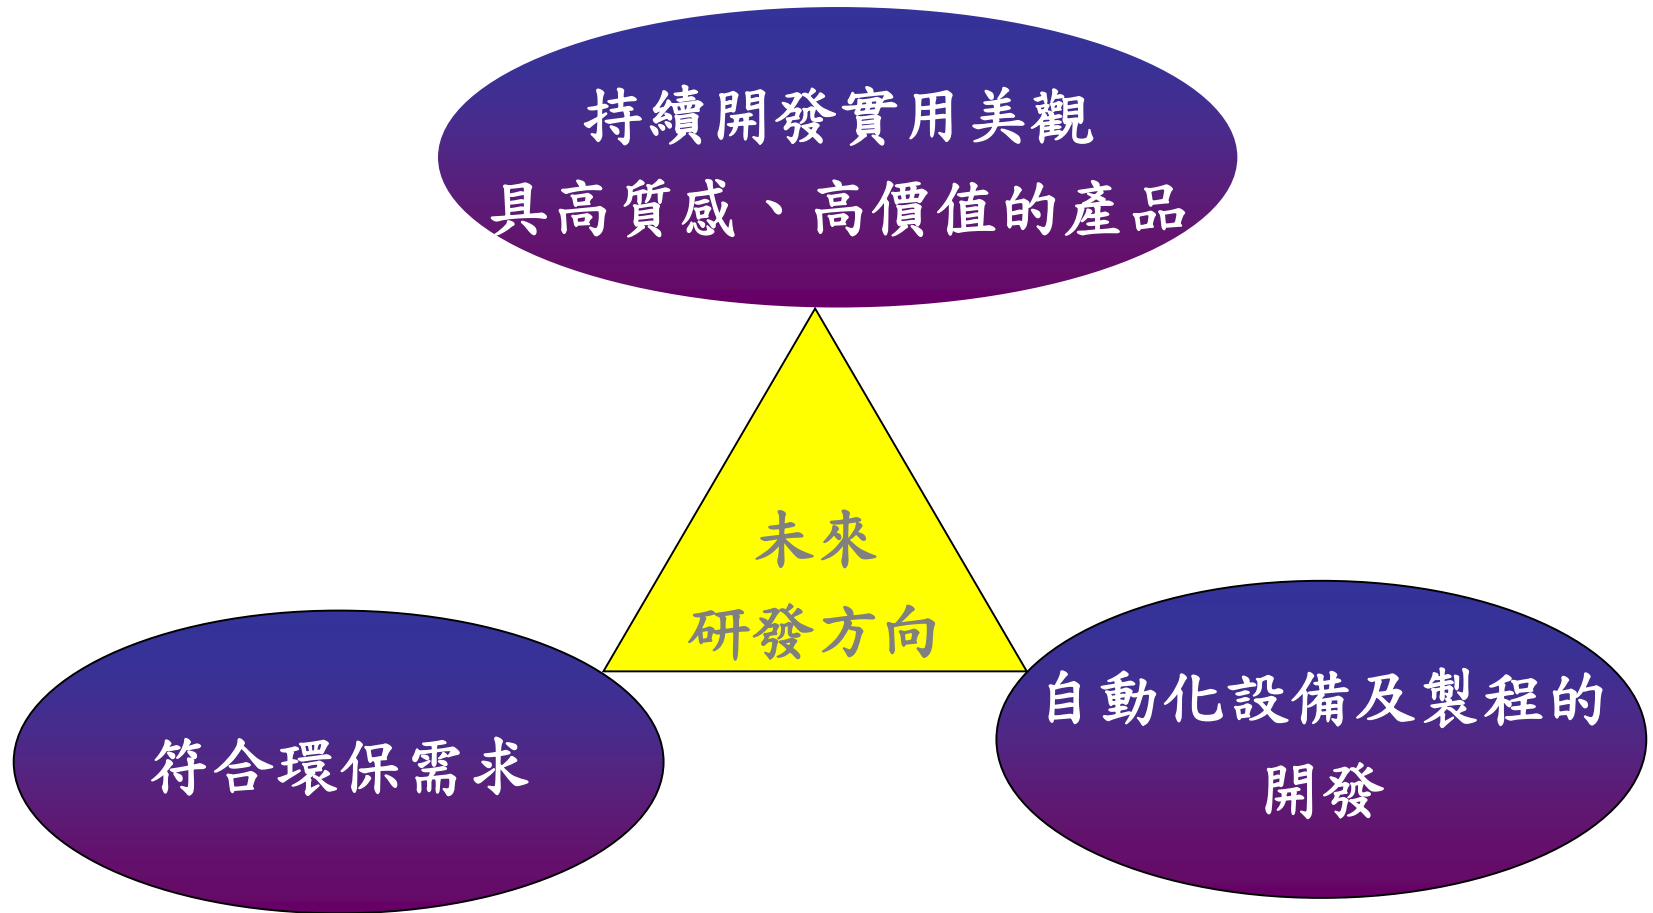 持續開發實用美觀
具高質感、高價值的產品
未來
研發方向
符合環保需求
自動化設備及製程的
開發